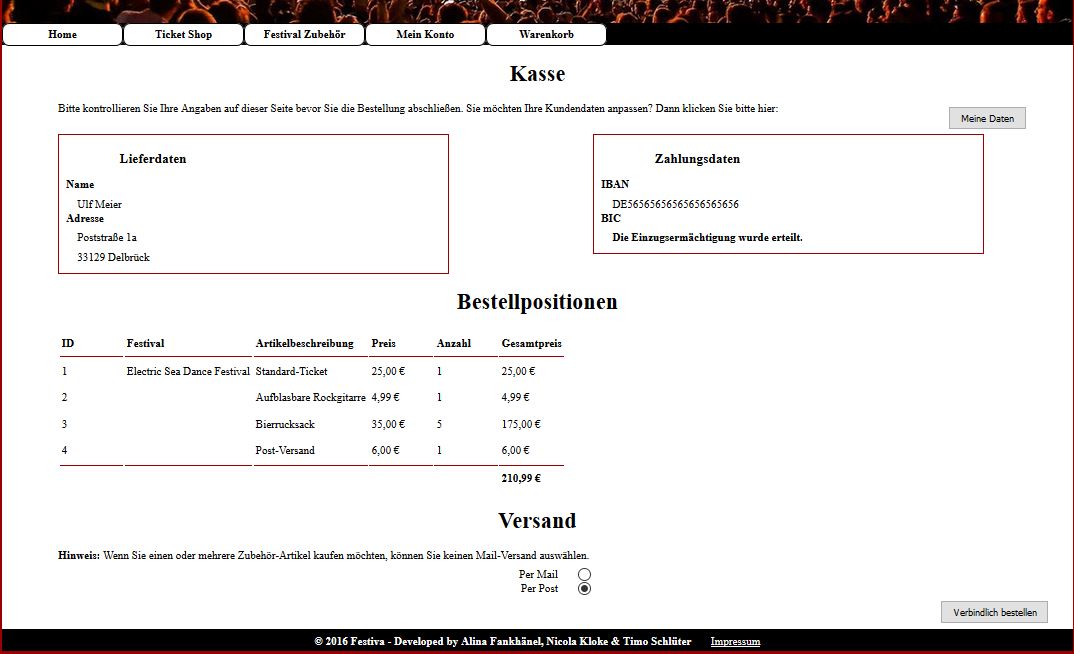 Home Ticket Shop Festival Zubehör Mein Konto Warenkorb
Kasse
Bitte kontrollieren Sie Ihre Angaben auf dieser Seite bevor Sie die Bestellung abschließen. Sie möchten Ihre Kundendaten anpassen? Dann klicken Sie bitte hier:
Meine Daten
Lieferdaten
Name
Ulf Meier
Adresse
Poststraße 1a
33129 Delbrück
Zahlungsdaten
IBAN
DE56565656565656565656
BIC
Die Einzugsermächtigung wurde erteilt.
Bestellpositionen
ID Festival Artikelbeschreibung Preis Anzahl Gesamtpreis
1 Electric Sea Dance Festival Standard-Ticket 25,00 € 1 25,00 €
2 Aufblasbare Rockgitarre 4,99 € 1 4,99 €
3 Bierrucksack 35,00 € 5 175,00 €
4 Post-Versand 6,00 € 1 6,00 €
210,99 €
Versand
Hinweis: Wenn Sie einen oder mehrere Zubehör-Artikel kaufen möchten, können Sie keinen Mail-Versand auswählen.
Per Mail
Per Post
Verbindlich bestellen
© 2016 Festiva - Developed by Alina Fankhänel, Nicola Kloke & Timo Schlüter Impressum